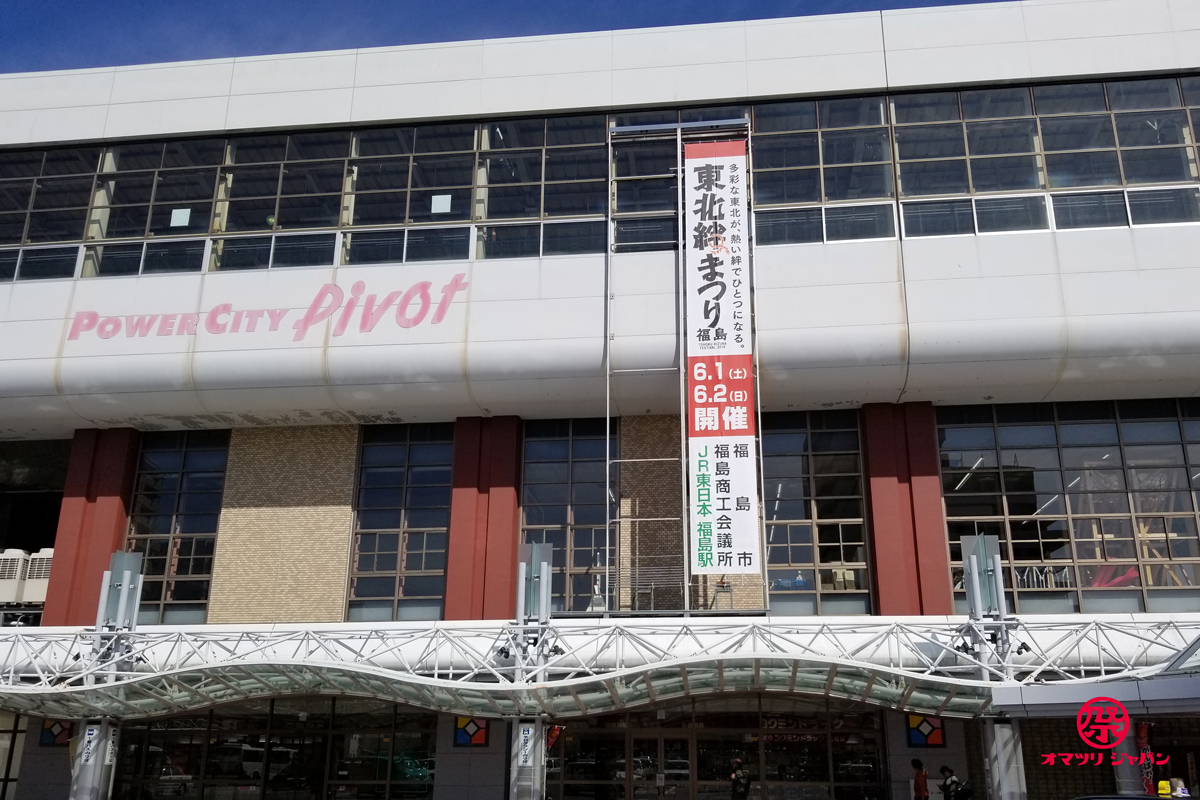 POWER CITY Pivot
多彩な東北が、熱い絆でひとつになる。
東北絆まつり
福島
6.1(土)
6.2(日)
開催
福島市
福島商工会議所
JR東日本 福島駅
祭
オマツリジャパン